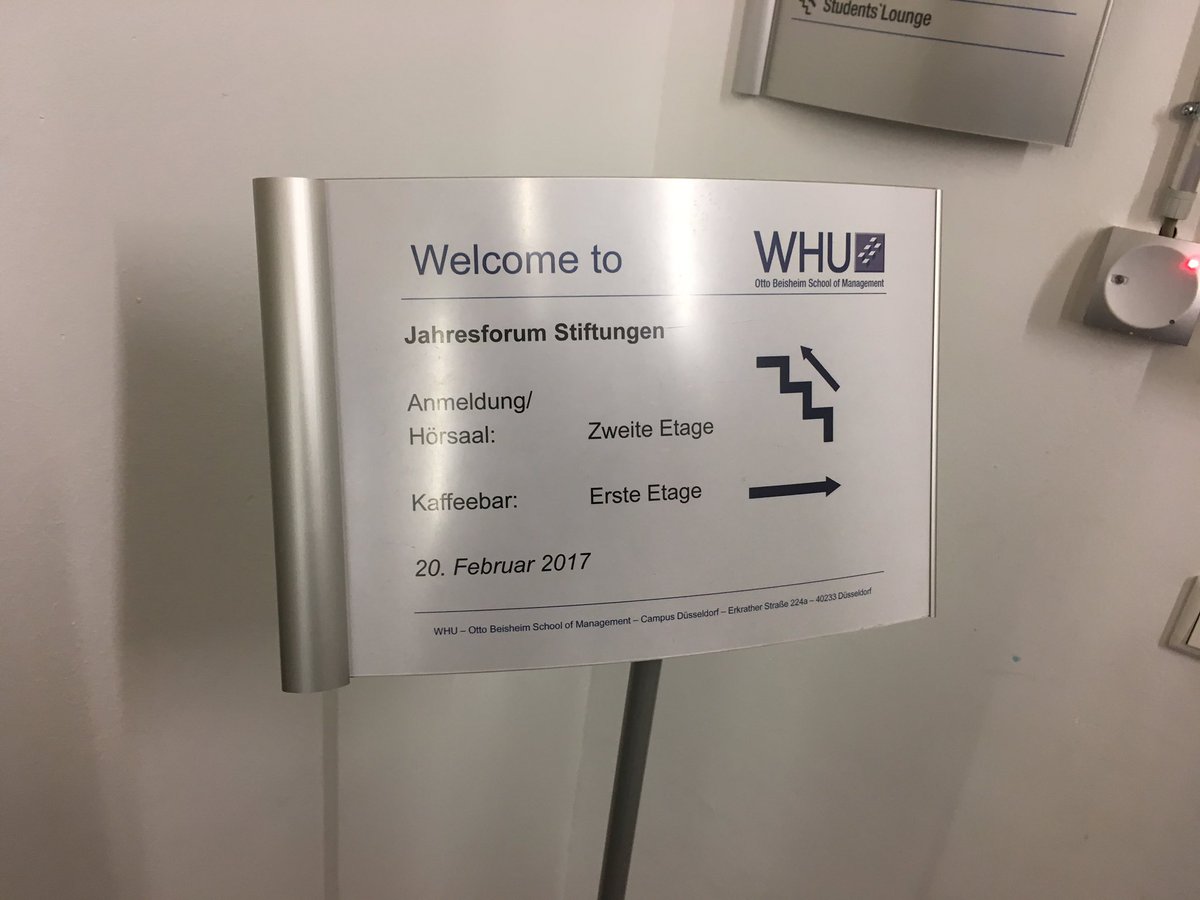 Students`Lounge
Welcome to
WHU
Otto Beisheim School of Management
Jahresforum Stiftungen
Anmeldung/
Hörsaal: Zweite Etage
Kaffeebar: Erste Etage
20. Februar 2017
WHU – Otto Beisheim School of Management – Campus Düsseldorf – Erkrather Straße 224a – 40233 Düsseldorf